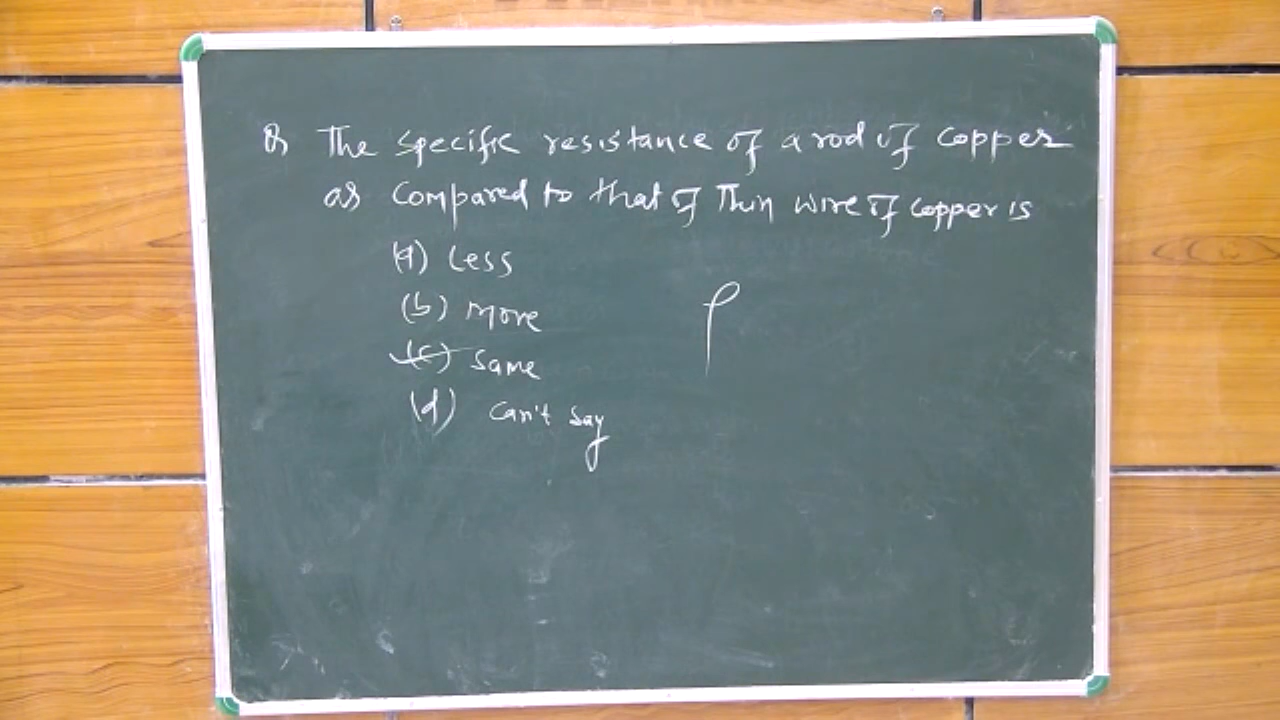 Q The specific resistance of a rod of copper
as compared to that of Thin wire of copper is
(a) Less
(b) More
(c) Same
(d) Can't say
ρ